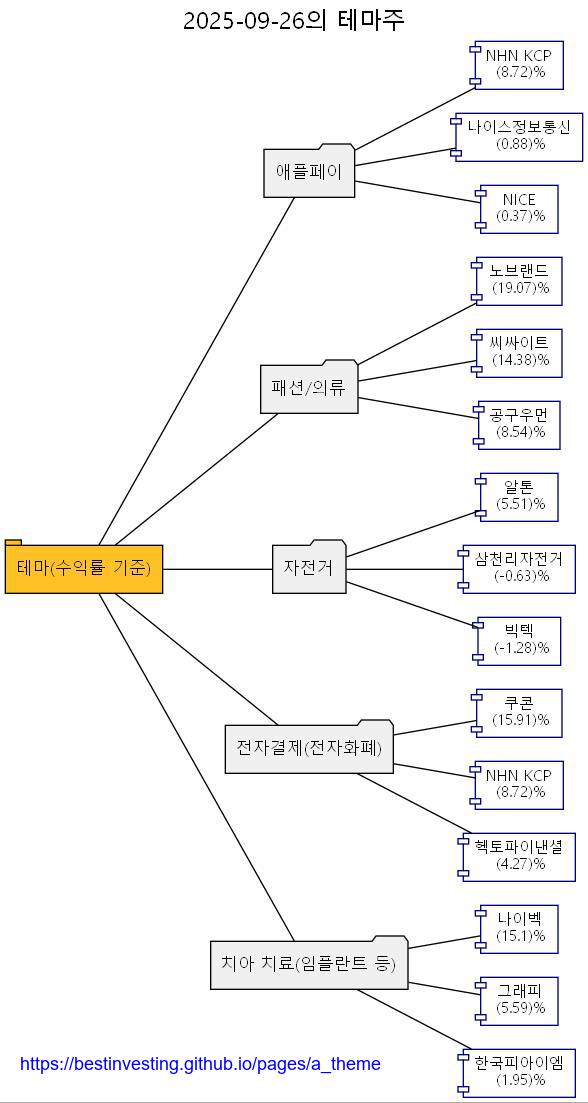 2025-09-26의 테마주
테마(수익률 기준)
애플페이
NHN KCP
(8.72)%
나이스정보통신
(0.88)%
NICE
(0.37)%
패션/의류
노브랜드
(19.07)%
씨싸이트
(14.38)%
공구우먼
(8.54)%
자전거
알톤
(5.51)%
삼천리자전거
(-0.63)%
빅텍
(-1.28)%
전자결제(전자화폐)
쿠콘
(15.91)%
NHN KCP
(8.72)%
헥토파이낸셜
(4.27)%
치아 치료(임플란트 등)
나이벡
(15.1)%
그래피
(5.59)%
한국피아이엠
(1.95)%
https://bestinvesting.github.io/pages/a_theme